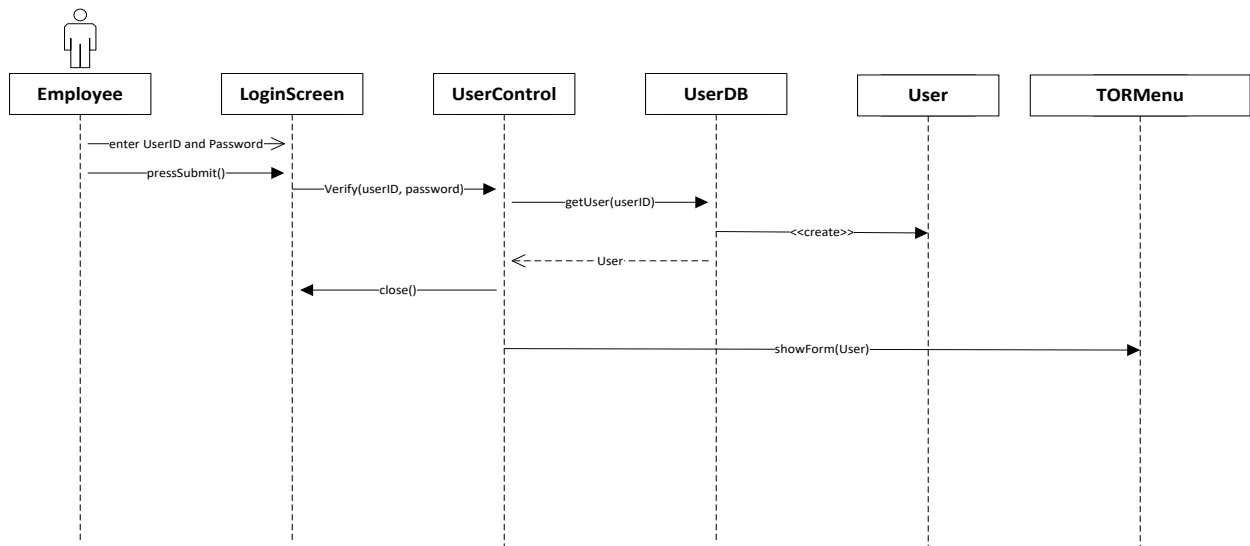 Employee
LoginScreen
UserControl
UserDB
User
TORMenu
enter UserID and Password
pressSubmit()
Verify(userID, password)
getUser(userID)
<<create>>
User
close()
showForm(User)